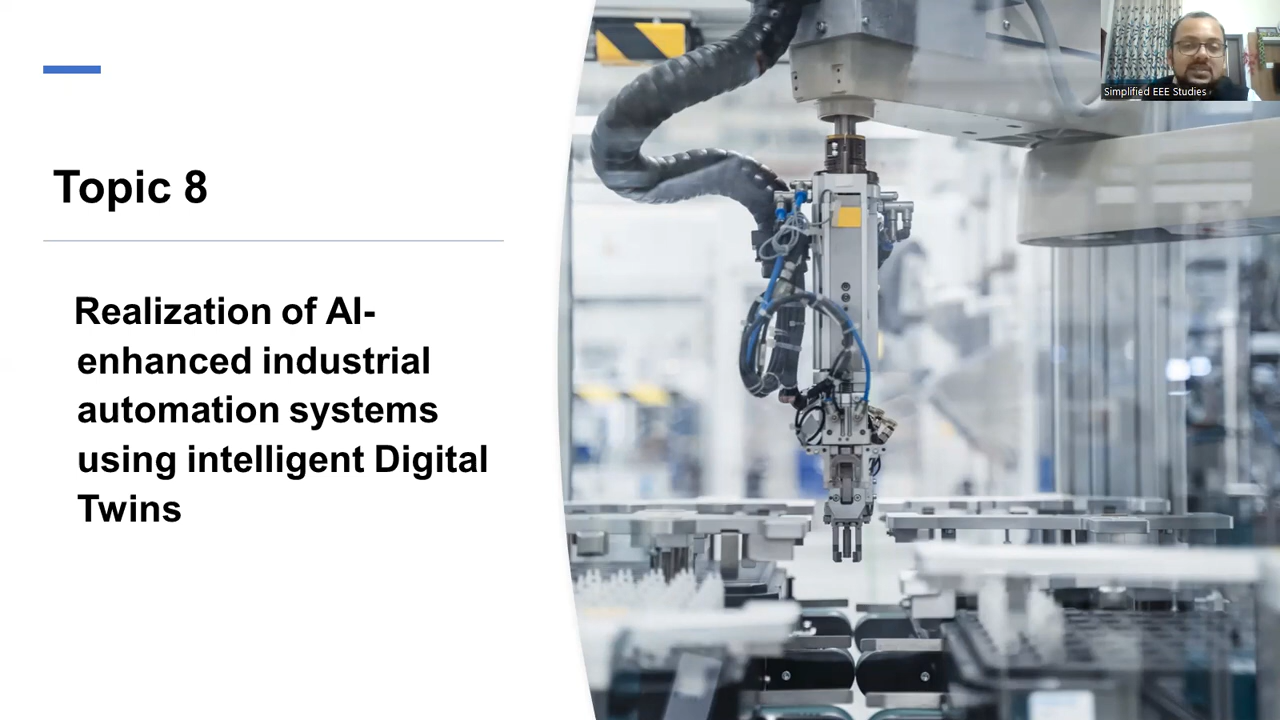 Topic 8
Realization of AI-
enhanced industrial
automation systems
using intelligent Digital
Twins
Simplified EEE Studies